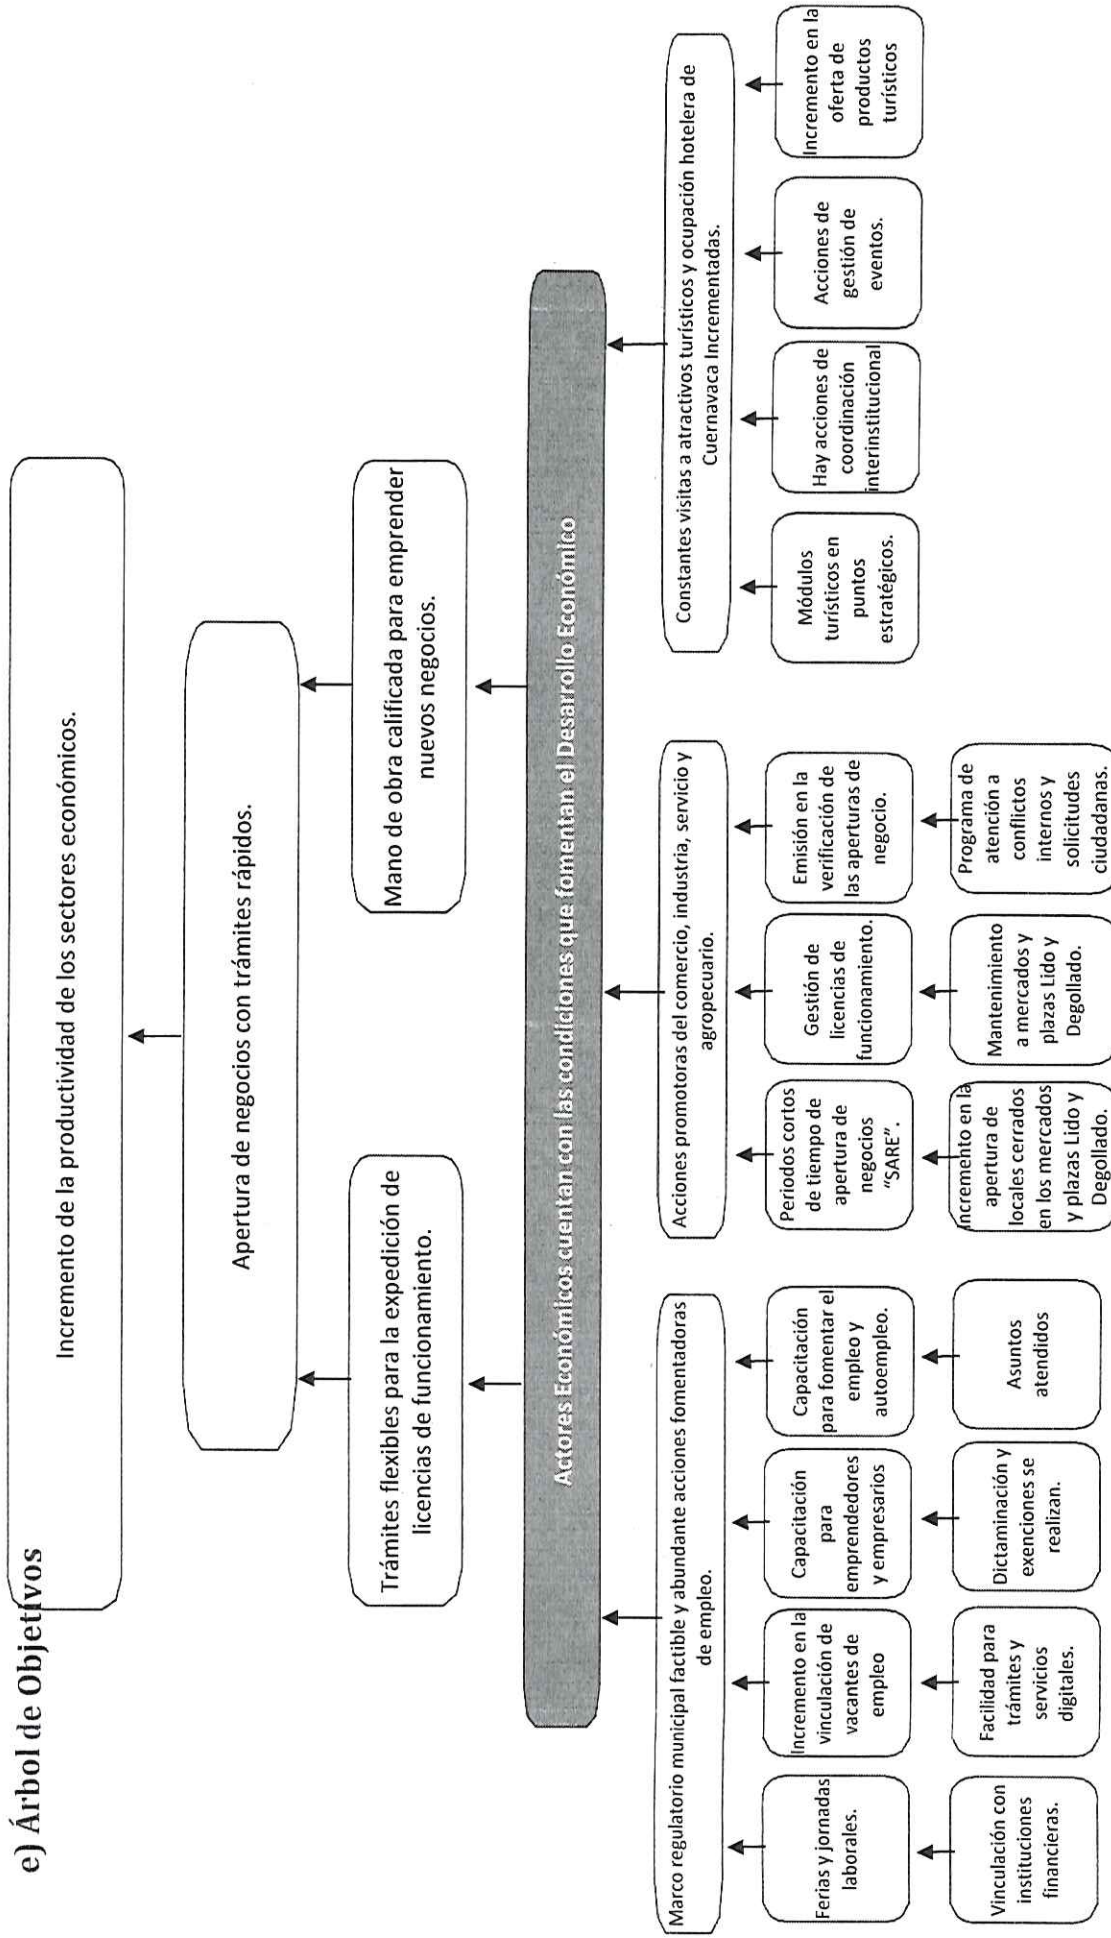 e) Árbol de Objetivos
Incremento de la productividad de los sectores económicos.
Apertura de negocios con trámites rápidos.
Trámites flexibles para la expedición de
licencias de funcionamiento.
Mano de obra calificada para emprender
nuevos negocios.
Actores Económicos cuentan con las condiciones que fomentan el Desarrollo Económico
Marco regulatorio municipal factible y abundante acciones fomentadoras
de empleo.
Acciones promotoras del comercio, industria, servicio y
agropecuario.
Constantes visitas a atractivos turísticos y ocupación hotelera de
Cuernavaca Incrementadas.
Ferias y jornadas
laborales.
Incremento en la
vinculación de
vacantes de
empleo
Capacitación
para
emprendedores
y empresarios
Capacitación
para fomentar el
empleo y
autoempleo.
Periodos cortos
de tiempo de
apertura de
negocios
"SARE".
Gestión de
licencias de
funcionamiento.
Emisión en la
verificación de
las aperturas de
negocio.
Módulos
turísticos en
puntos
estratégicos.
Hay acciones de
coordinación
interinstitucional
Acciones de
gestión de
eventos.
Incremento en la
oferta de
productos
turísticos
Vinculación con
instituciones
financieras.
Facilidad para
trámites y
servicios
digitales.
Dictaminación y
exenciones se
realizan.
Asuntos
atendidos
Incremento en la
apertura de
locales cerrados
en los mercados
y plazas Lido y
Degollado.
Mantenimiento
a mercados y
plazas Lido y
Degollado.
Programa de
atención a
conflictos
internos y
solicitudes
ciudadanas.